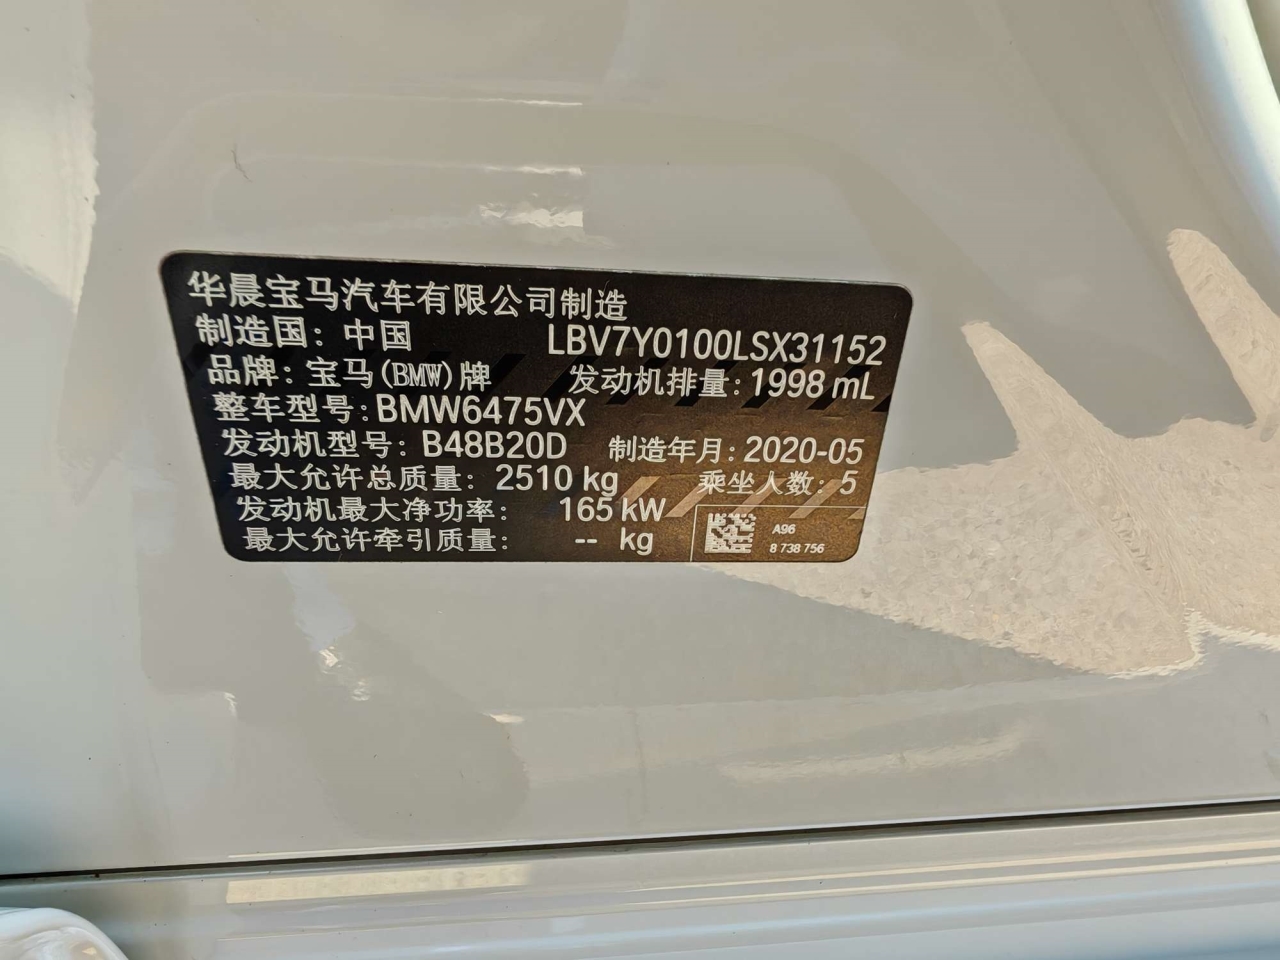 华晨宝马汽车有限公司制造
制造国：中国 LBV7Y0100LSX31152
品牌：宝马(BMW)牌 发动机排量：1998 mL
整车型号：BMW6475VX
发动机型号：B48B20D 制造年月：2020-05
最大允许总质量：2510 kg 乘坐人数：5
发动机最大净功率：165 kW
最大允许牵引质量：-- kg
A96
8 738 756